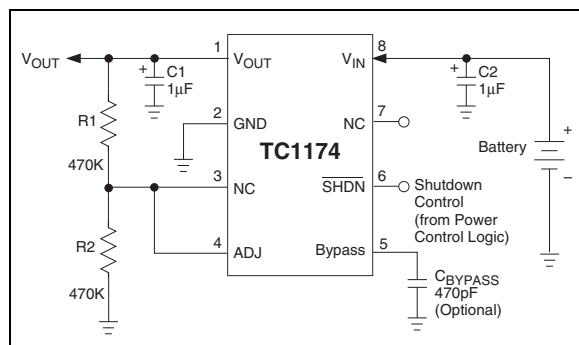 VOUT
1
VOUT
+
C1
1µF
R1
470K
2
GND
TC1174
3
NC
R2
470K
4
ADJ
8
VIN
+
C2
1µF
7
NC
Battery
+
–
6
SHDN
Shutdown
Control
(from Power
Control Logic)
5
Bypass
CBYPASS
470pF
(Optional)